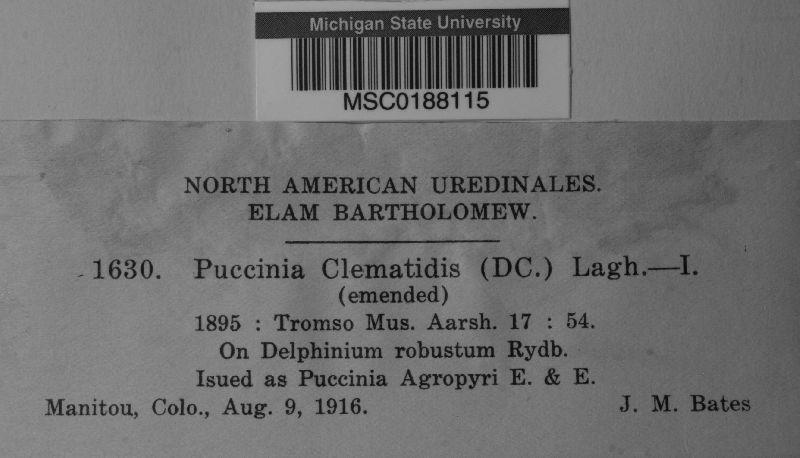 Michigan State University
MSC0188115
NORTH AMERICAN UREDINALES.
ELAM BARTHOLOMEW.
1630. Puccinia Clematidis (DC.) Lagh.—I.
(emended)
1895 : Tromso Mus. Aarsh. 17 : 54.
On Delphinium robustum Rydb.
Isued as Puccinia Agropyri E. & E.
Manitou, Colo., Aug. 9, 1916. J. M. Bates